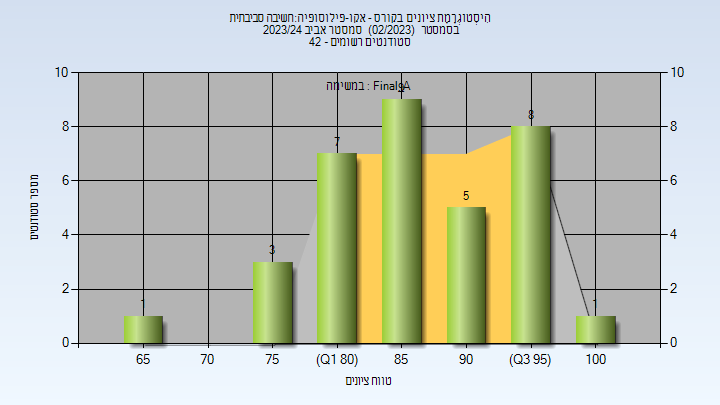 היסטוגרמת ציונים בקורס - אקו-פילוסופיה:חשיבה סביבתית
בסמסטר (02/2023) סמסטר אביב 2023/24
סטודנטים רשומים - 42
במשימה : FinalgA
10 10
8 8
6 6
4 4
2 2
0 0
1 3 7 9 5 8 1
מספר סטודנטים
65 70 75 (Q1 80) 85 90 (Q3 95) 100
טווח ציונים